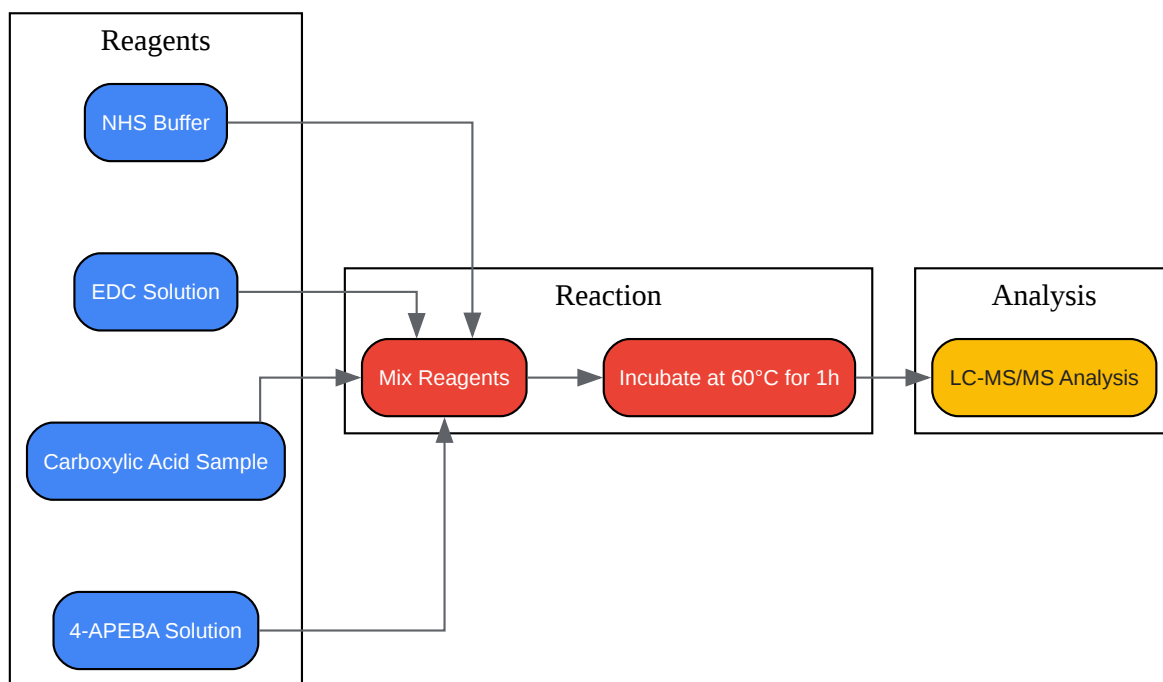 Reagents
NHS Buffer
EDC Solution
Carboxylic Acid Sample
4-APEBA Solution
Reaction
Mix Reagents
Incubate at 60°C for 1h
Analysis
LC-MS/MS Analysis